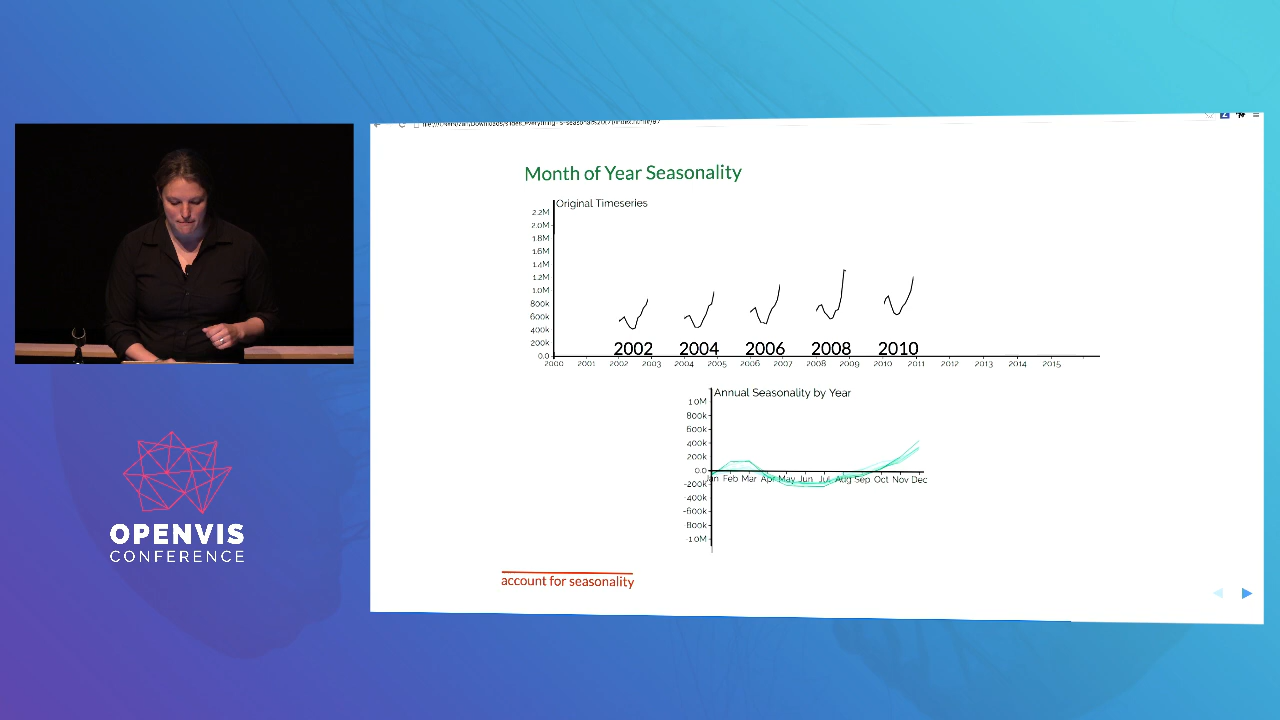 Month of Year Seasonality
Original Timeseries
2.2M
2.0M
1.8M
1.6M
1.4M
1.2M
1.0M
800k
600k
400k
200k
0.0
2002 2004 2006 2008 2010
2000 2001 2002 2003 2004 2005 2006 2007 2008 2009 2010 2011 2012 2013 2014 2015
Annual Seasonality by Year
1.0M
800k
600k
400k
200k
0.0
Jan Feb Mar Apr May Jun Jul Aug Sep Oct Nov Dec
-200k
-400k
-600k
800k
-1.0M
account for seasonality
OPENVIS
CONFERENCE